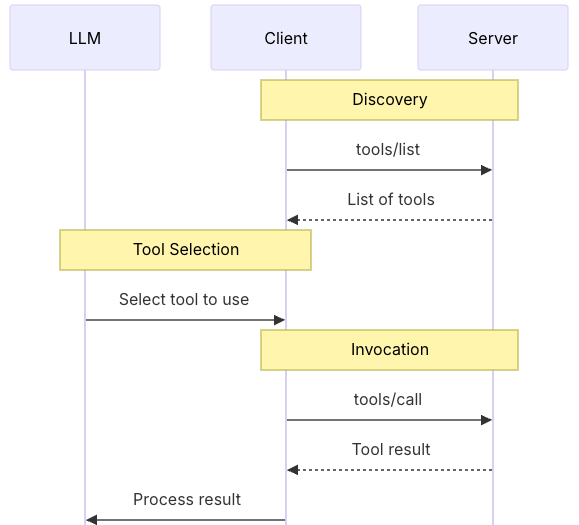 LLM
Client
Server
Discovery
tools/list
List of tools
Tool Selection
Select tool to use
Invocation
tools/call
Tool result
Process result